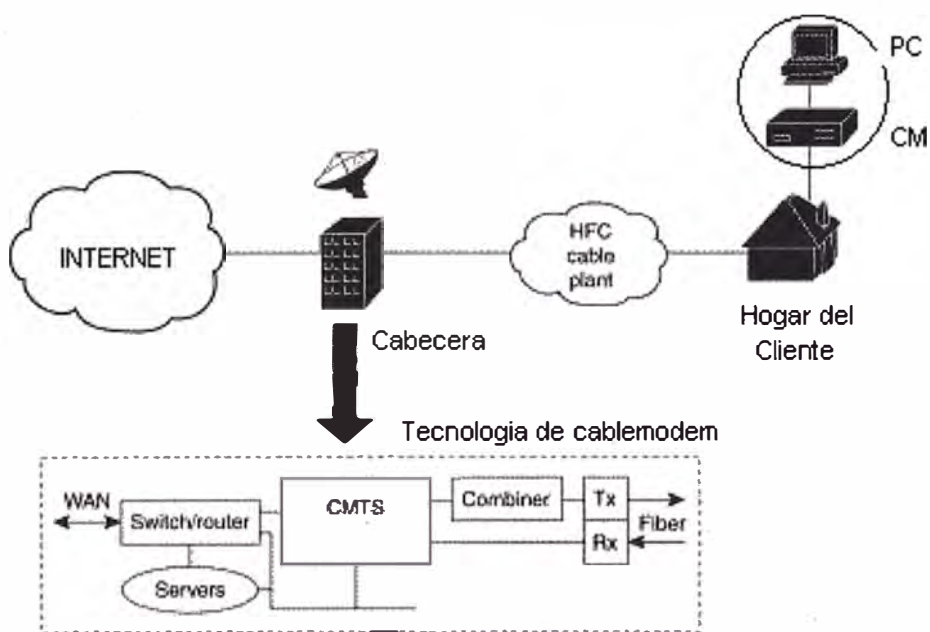 PC
CM
INTERNET
HFC
cable
plant
Cabecera
Hogar del
Cliente
Tecnologia de cablemodem
WAN
Switch/router
Servers
CMTS
Combiner
Tx
Fiber
Rx